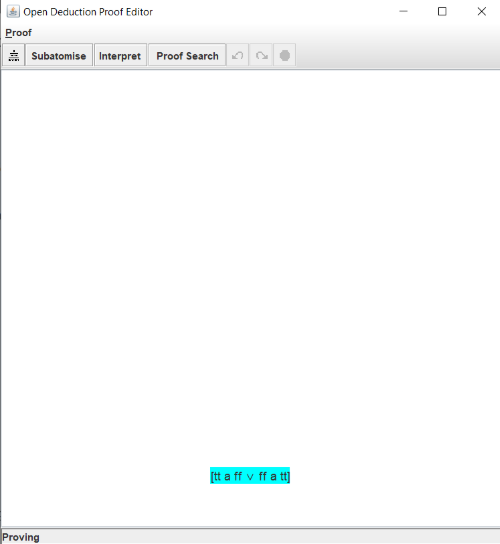 Open Deduction Proof Editor
Proof
Subatomise Interpret Proof Search
[tt a ff ∨ ff a tt]
Proving